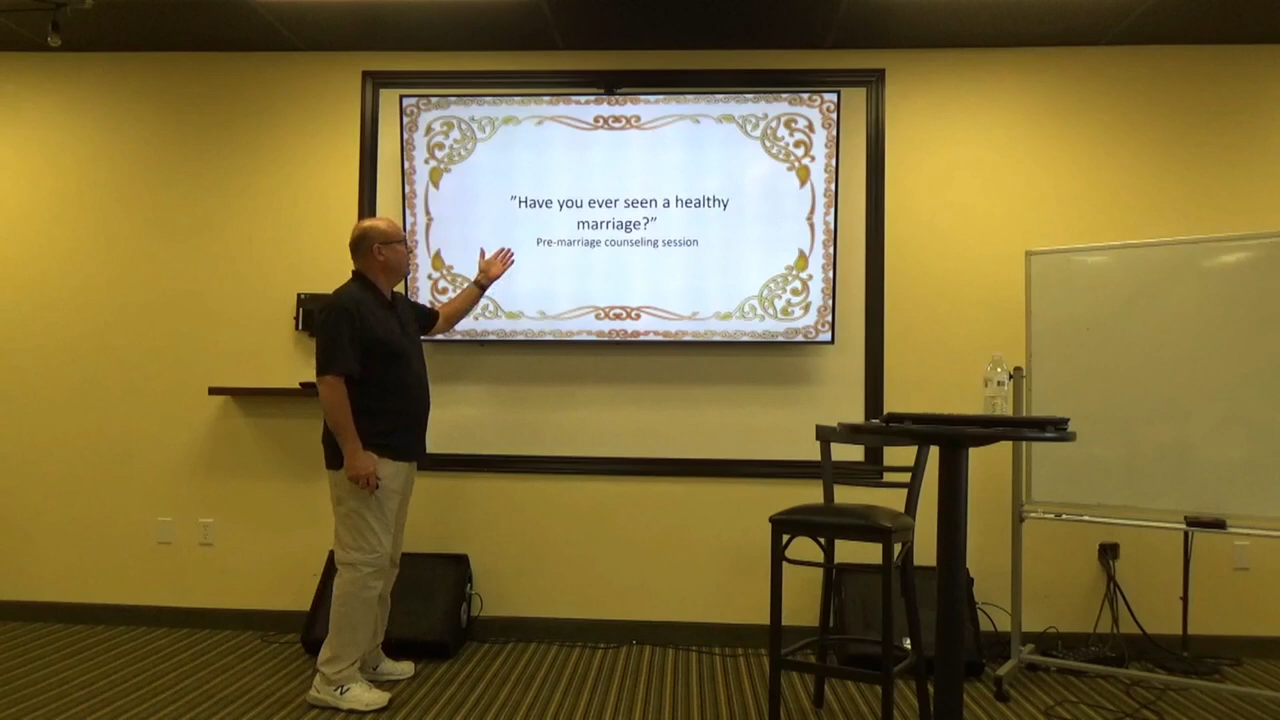 ”Have you ever seen a healthy
marriage?”
Pre-marriage counseling session
N